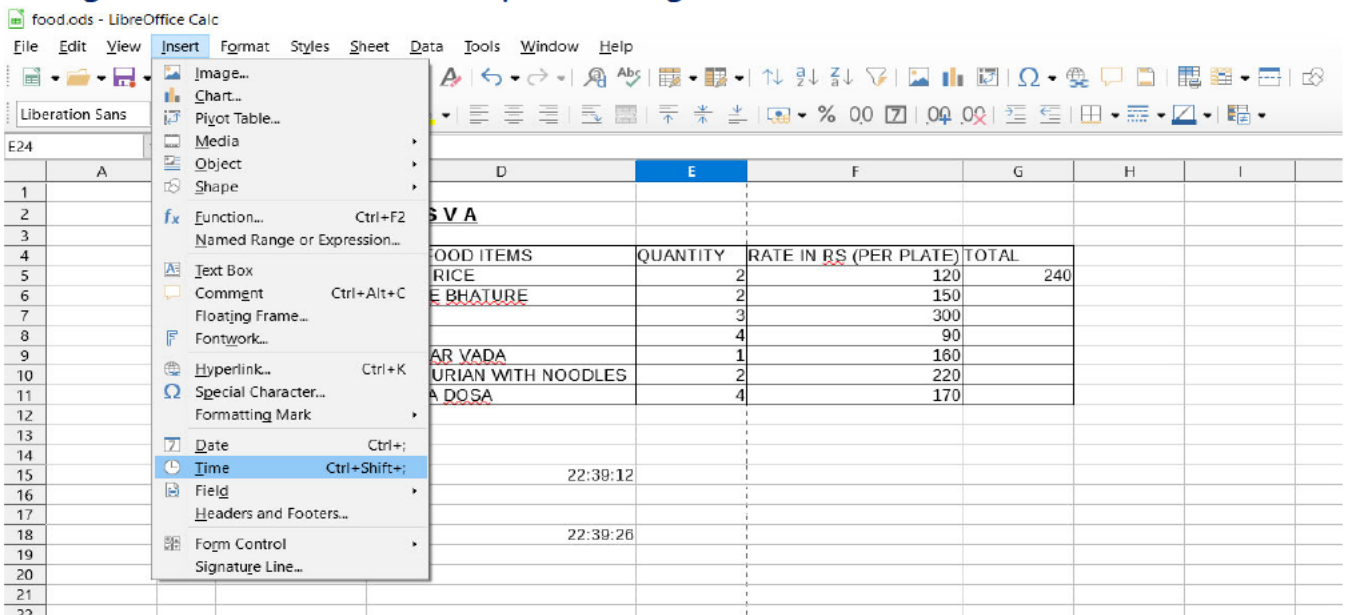 food.ods - LibreOffice Calc
File Edit View Insert Format Styles Sheet Data Tools Window Help
Liberation Sans
E24
Image...
Chart...
Pivot Table...
Media
Object
Shape
Function... Ctrl+F2
Named Range or Expression...
Text Box
Comment Ctrl+Alt+C
Floating Frame...
Fontwork...
Hyperlink... Ctrl+K
Special Character...
Formatting Mark
Date Ctrl+;
Time Ctrl+Shift+;
Field
Headers and Footers...
Form Control
Signature Line...
A D E F G H I
1
2 S V A
3
4 OOD ITEMS QUANTITY RATE IN RS (PER PLATE) TOTAL
5 RICE 2 120 240
6 E BHATURE 2 150
7 3 300
8 4 90
9 AR VADA 1 160
10 URIAN WITH NOODLES 2 220
11 A DOSA 4 170
12
13
14
15 22:39:12
16
17
18 22:39:26
19
20
21